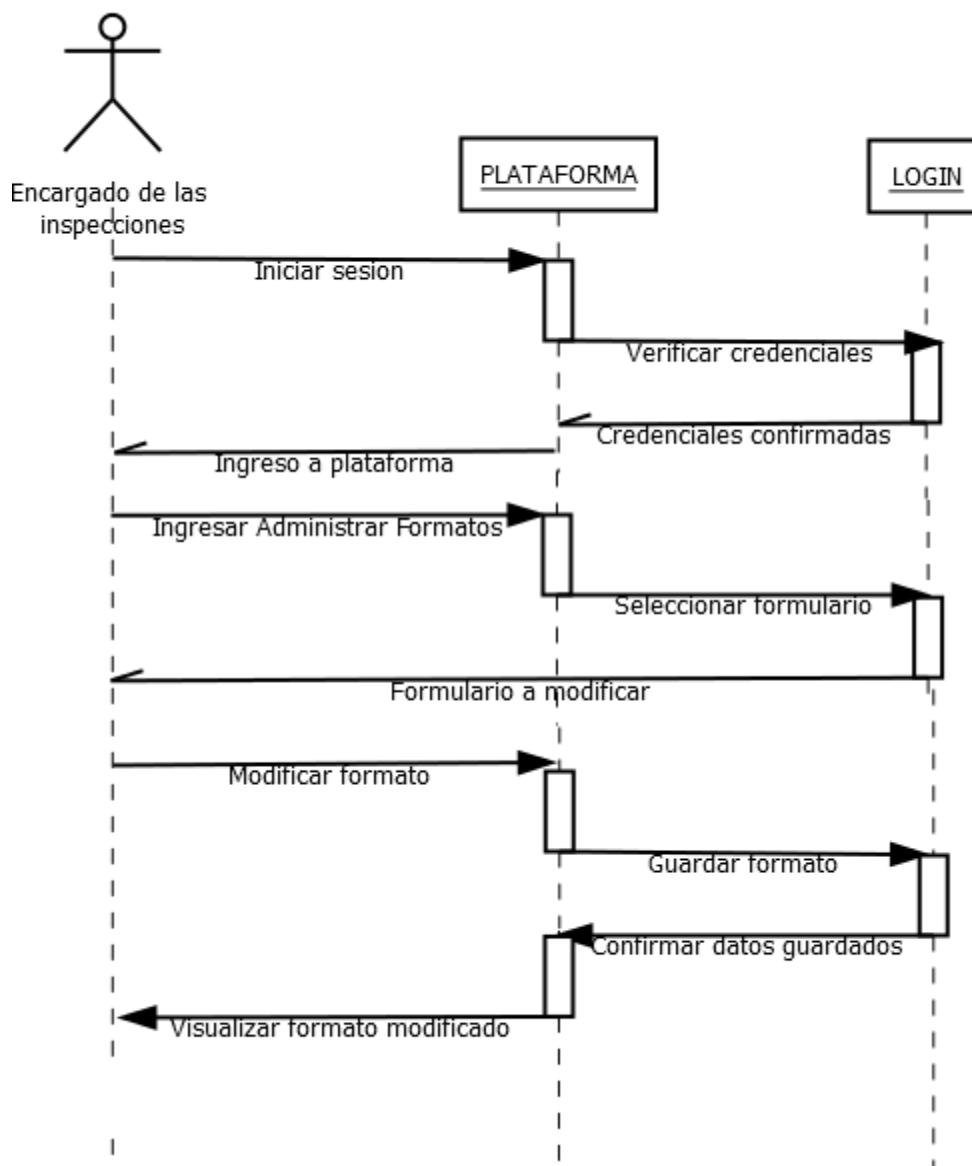 PLATAFORMA
LOGIN
Encargado de las
inspecciones
Iniciar sesion
Verificar credenciales
Credenciales confirmadas
Ingreso a plataforma
Ingresar Administrar Formatos
Seleccionar formulario
Formulario a modificar
Modificar formato
Guardar formato
Confirmar datos guardados
Visualizar formato modificado